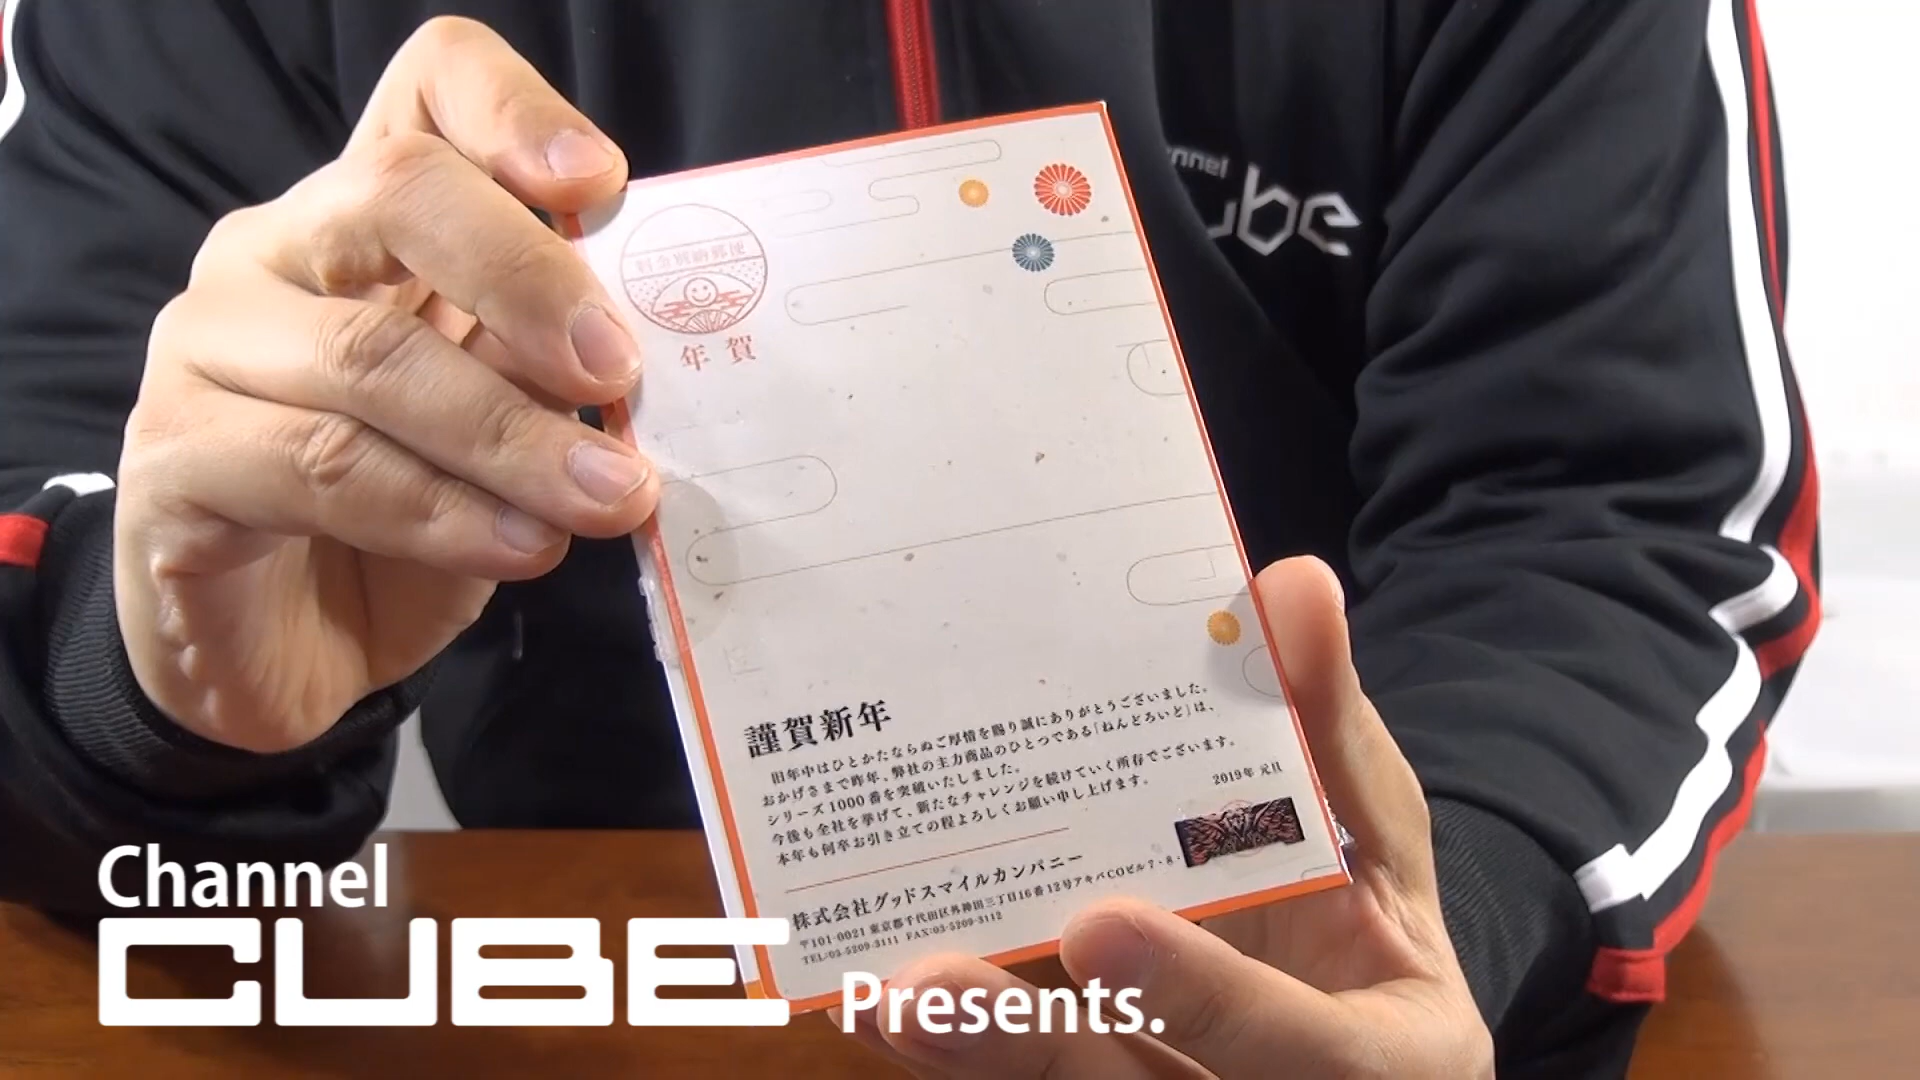 nnel
ube
料金別納郵便
年賀
謹賀新年
旧年中はひとかたならぬご厚情を賜り誠にありがとうございました。
おかげさまで昨年、弊社の主力商品のひとつである「ねんどろいど」は、
シリーズ1000番を突破いたしました。
今後も全社を挙げて、新たなチャレンジを続けていく所存でございます。
本年も何卒お引き立ての程よろしくお願い申し上げます。
2019年 元旦
株式会社グッドスマイルカンパニー
〒101-0021 東京都千代田区外神田三丁目16番12号アキバCOビル7・8・
TEL:03-5209-3111 FAX:03-5209-3112
Channel
CUBE
Presents.